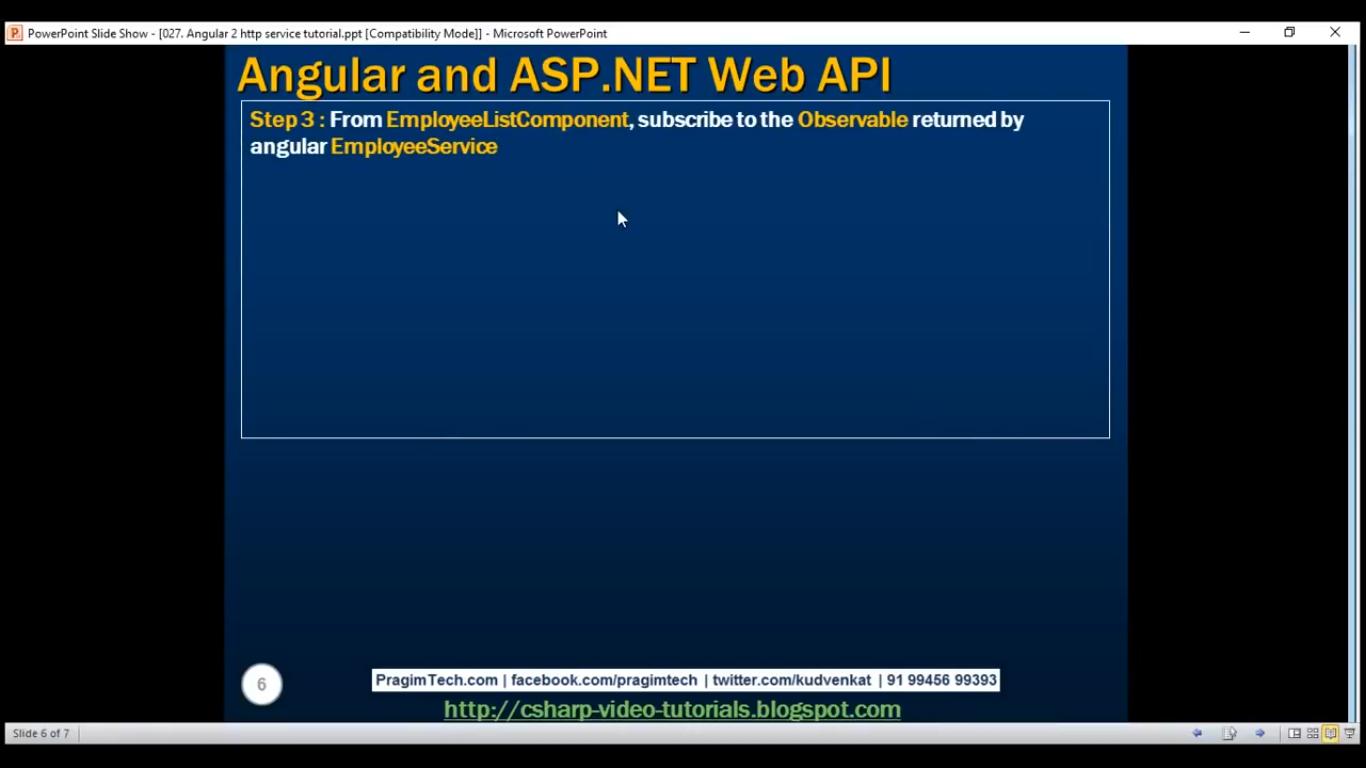 PowerPoint Slide Show - [027. Angular 2 http service tutorial.ppt [Compatibility Mode]] - Microsoft PowerPoint
Angular and ASP.NET Web API
Step 3 : From EmployeeListComponent, subscribe to the Observable returned by
angular EmployeeService
6
PragimTech.com | facebook.com/pragimtech | twitter.com/kudvenkat | 91 99456 99393
http://csharp-video-tutorials.blogspot.com
Slide 6 of 7